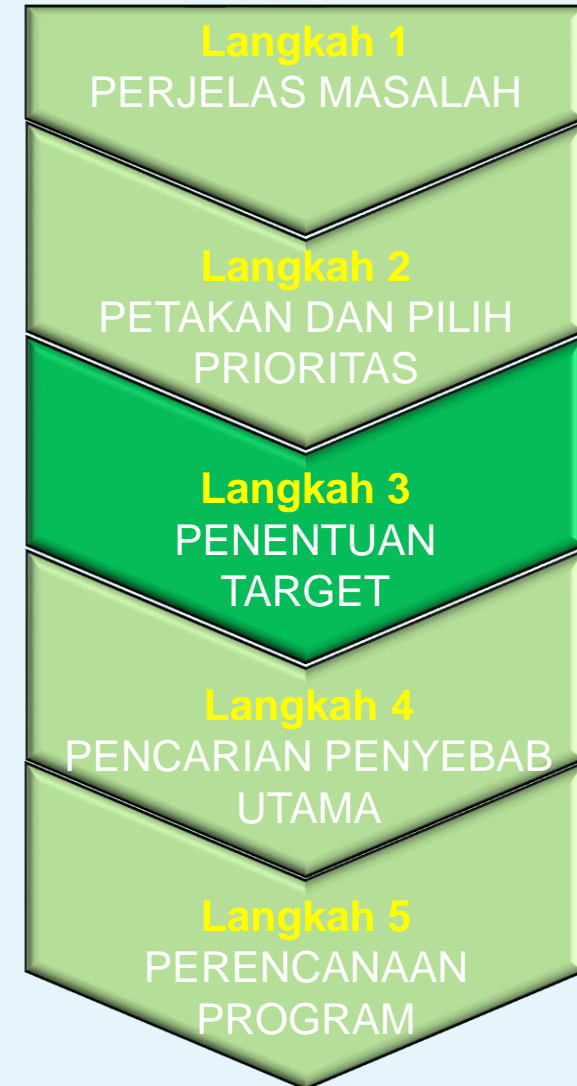 Langkah 1
PERJELAS MASALAH
Langkah 2
PETAKAN DAN PILIH
PRIORITAS
Langkah 3
PENENTUAN
TARGET
Langkah 4
PENCARIAN PENYEBAB
UTAMA
Langkah 5
PERENCANAAN
PROGRAM